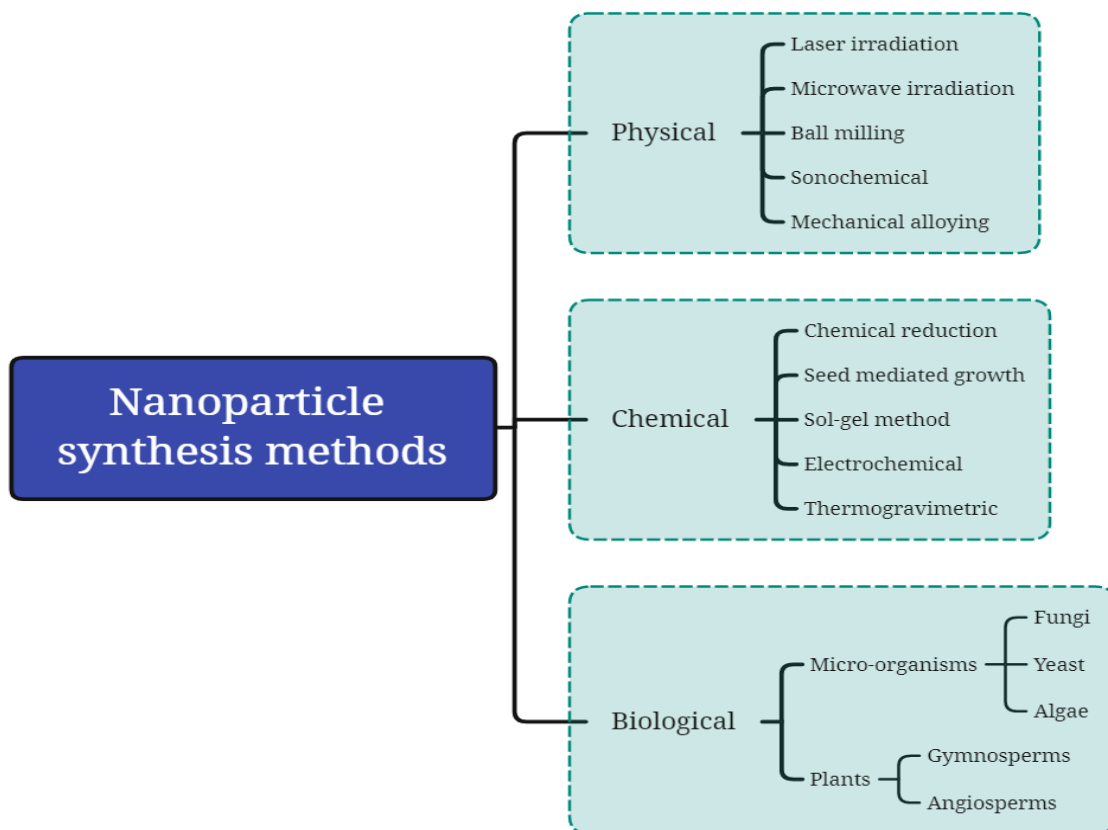 Nanoparticle
synthesis methods
Physical
Laser irradiation
Microwave irradiation
Ball milling
Sonochemical
Mechanical alloying
Chemical
Chemical reduction
Seed mediated growth
Sol-gel method
Electrochemical
Thermogravimetric
Biological
Micro-organisms
Fungi
Yeast
Algae
Plants
Gymnosperms
Angiosperms